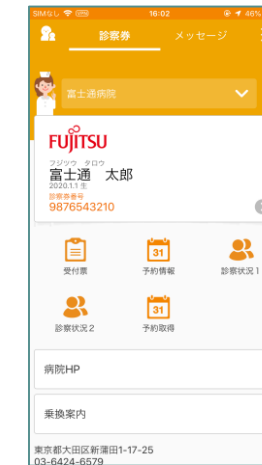 SIMなし 16:02 46%
診察券 メッセージ
富士通病院
FUJITSU
フジツウ タロウ
富士通 太郎
2020.1.1 生
診察券番号
9876543210
受付票 31 予約情報 診察状況1
診察状況2 31 予約取得
病院HP
乗換案内
東京都大田区新蒲田1-17-25
03-6424-6579